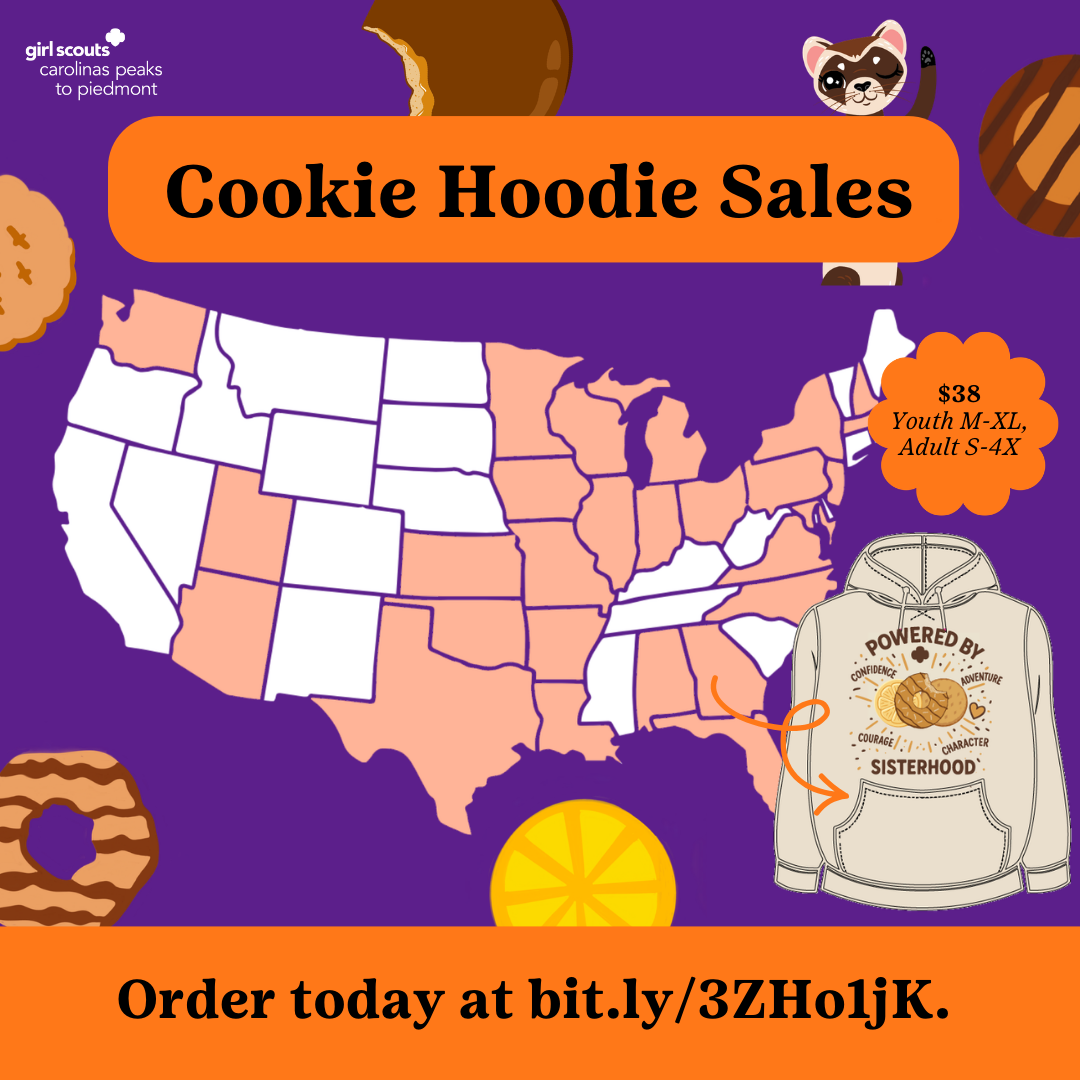 girl scouts
carolinas peaks
to piedmont
Cookie Hoodie Sales
$38
Youth M-XL,
Adult S-4X
POWERED BY
CONFIDENCE
ADVENTURE
COURAGE
CHARACTER
SISTERHOOD
Order today at bit.ly/3ZHo1jK.